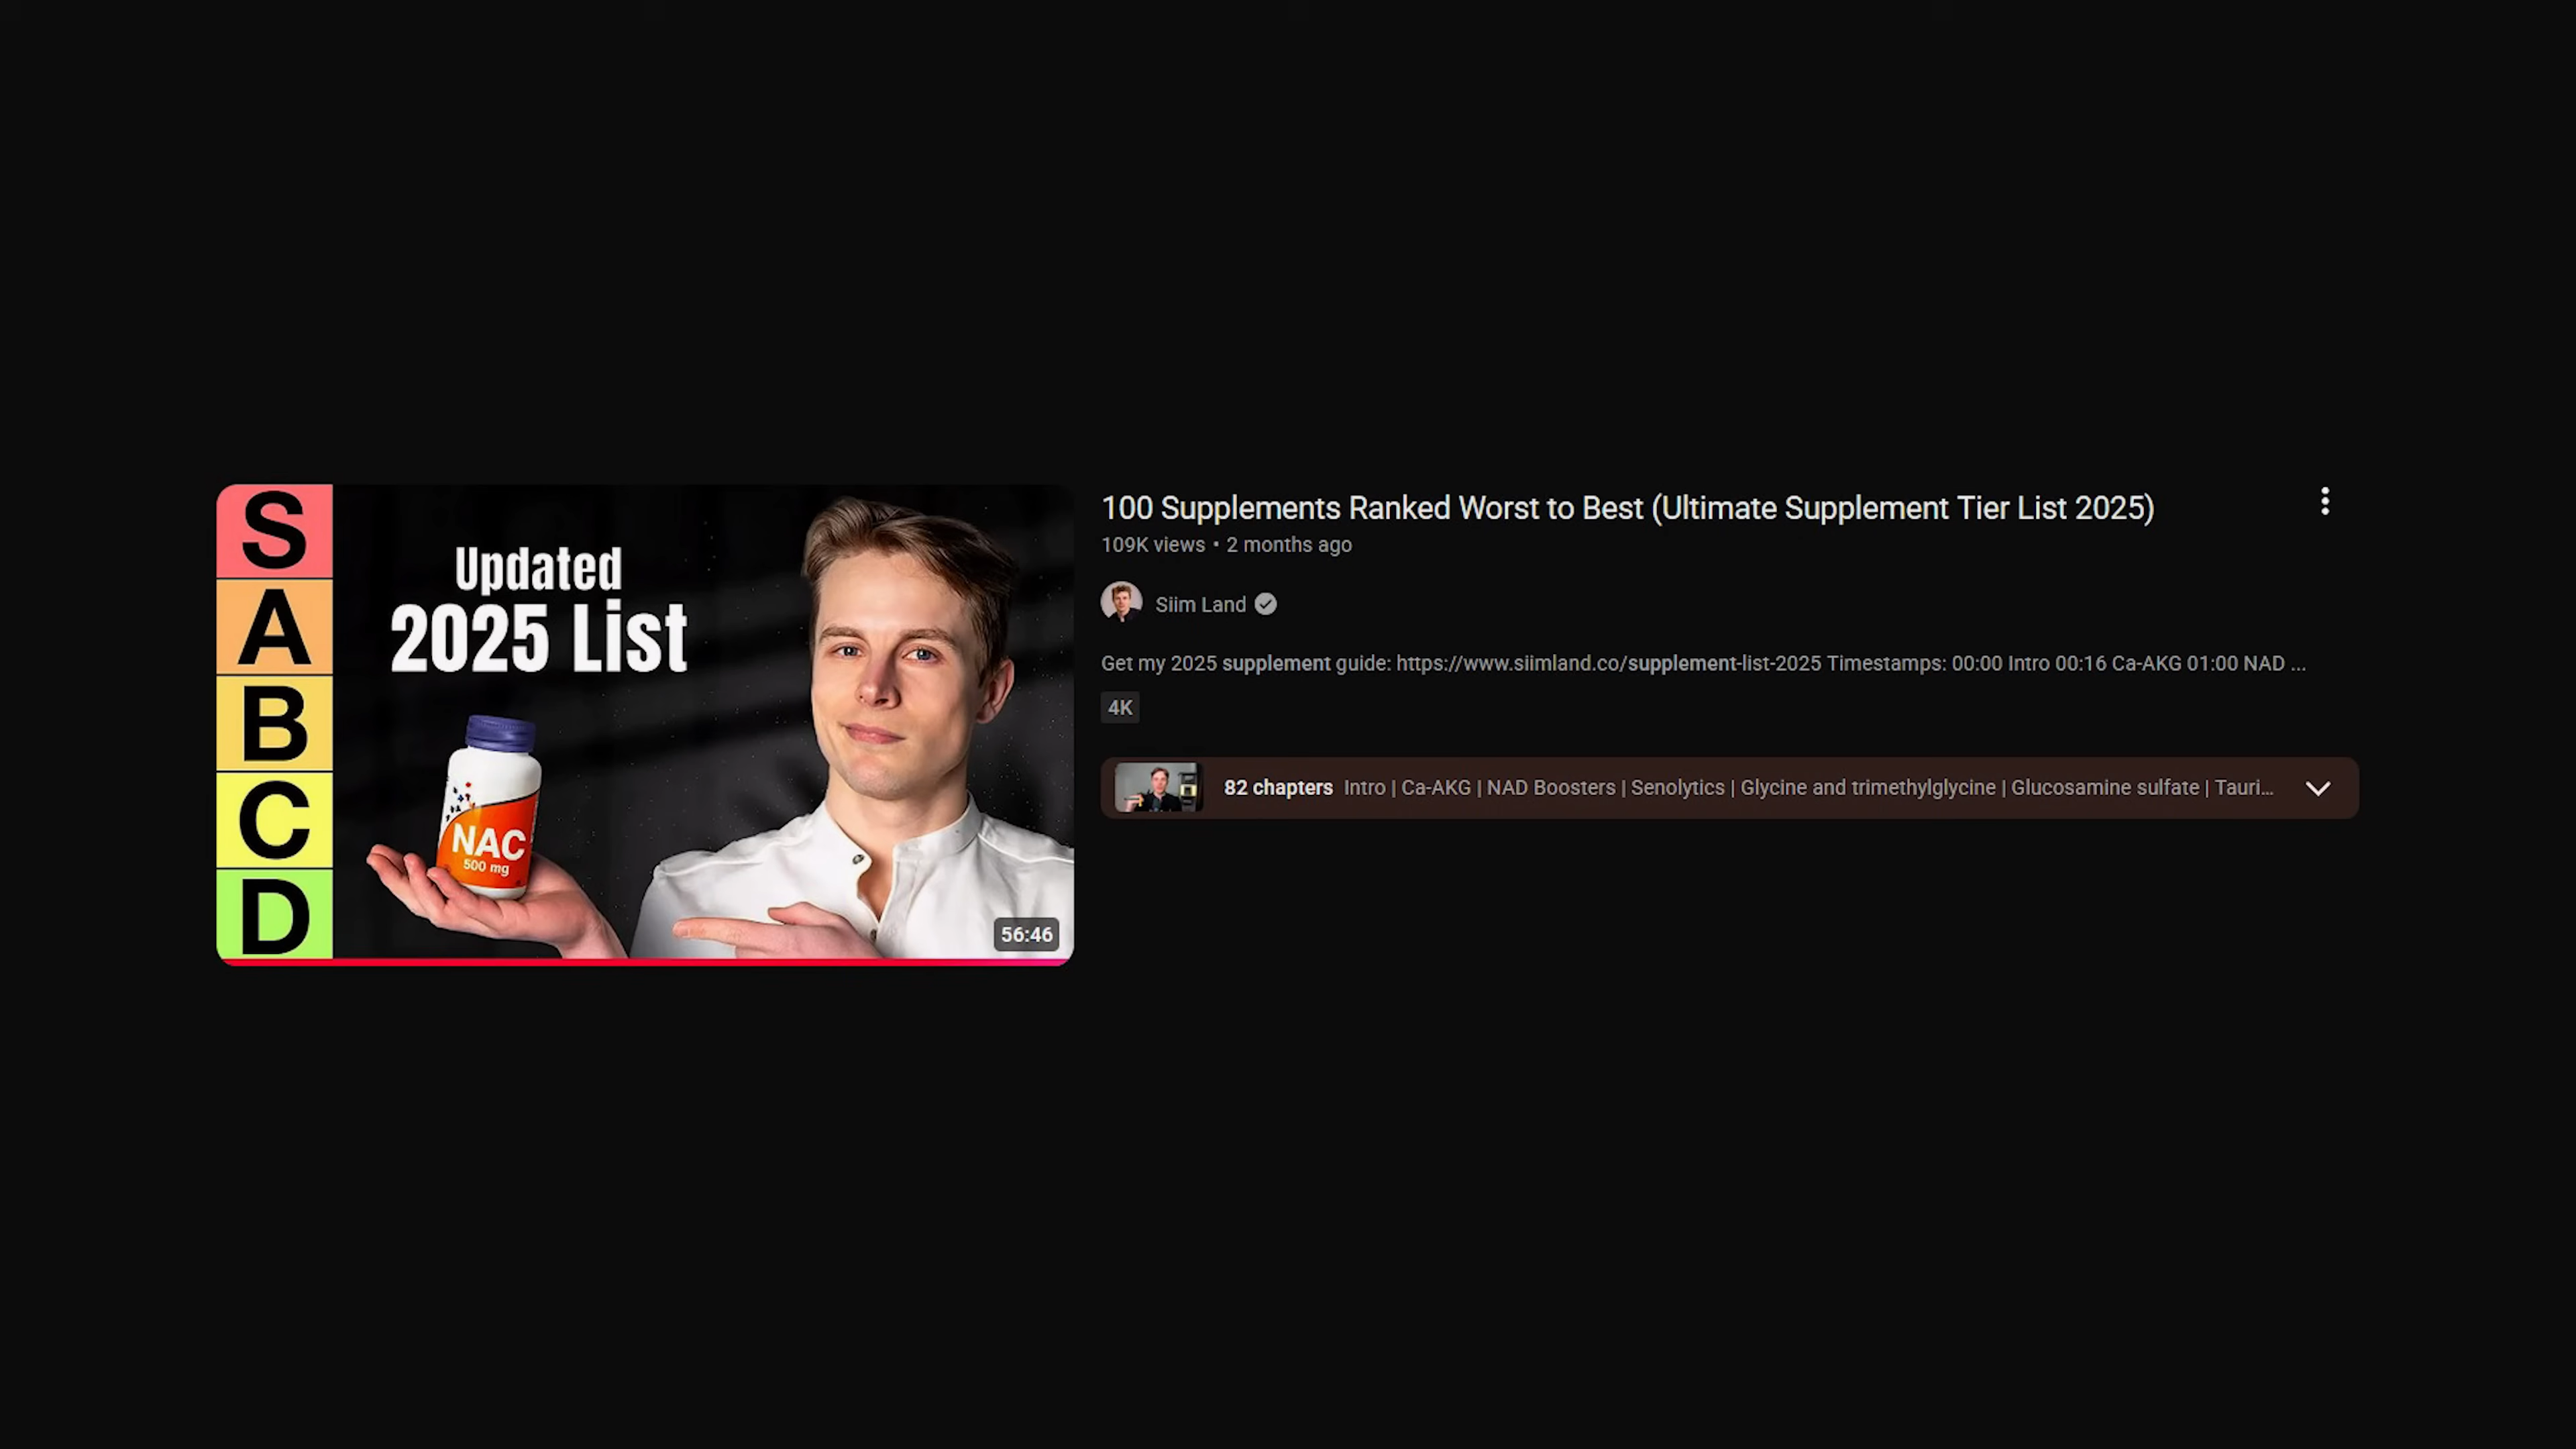 S
A
B
C
D
Updated
2025 List
NAC
500 mg
56:46
100 Supplements Ranked Worst to Best (Ultimate Supplement Tier List 2025)
109K views • 2 months ago
Siim Land
Get my 2025 supplement guide: https://www.siimland.co/supplement-list-2025 Timestamps: 00:00 Intro 00:16 Ca-AKG 01:00 NAD ...
4K
82 chapters Intro | Ca-AKG | NAD Boosters | Senolytics | Glycine and trimethylglycine | Glucosamine sulfate | Tauri...